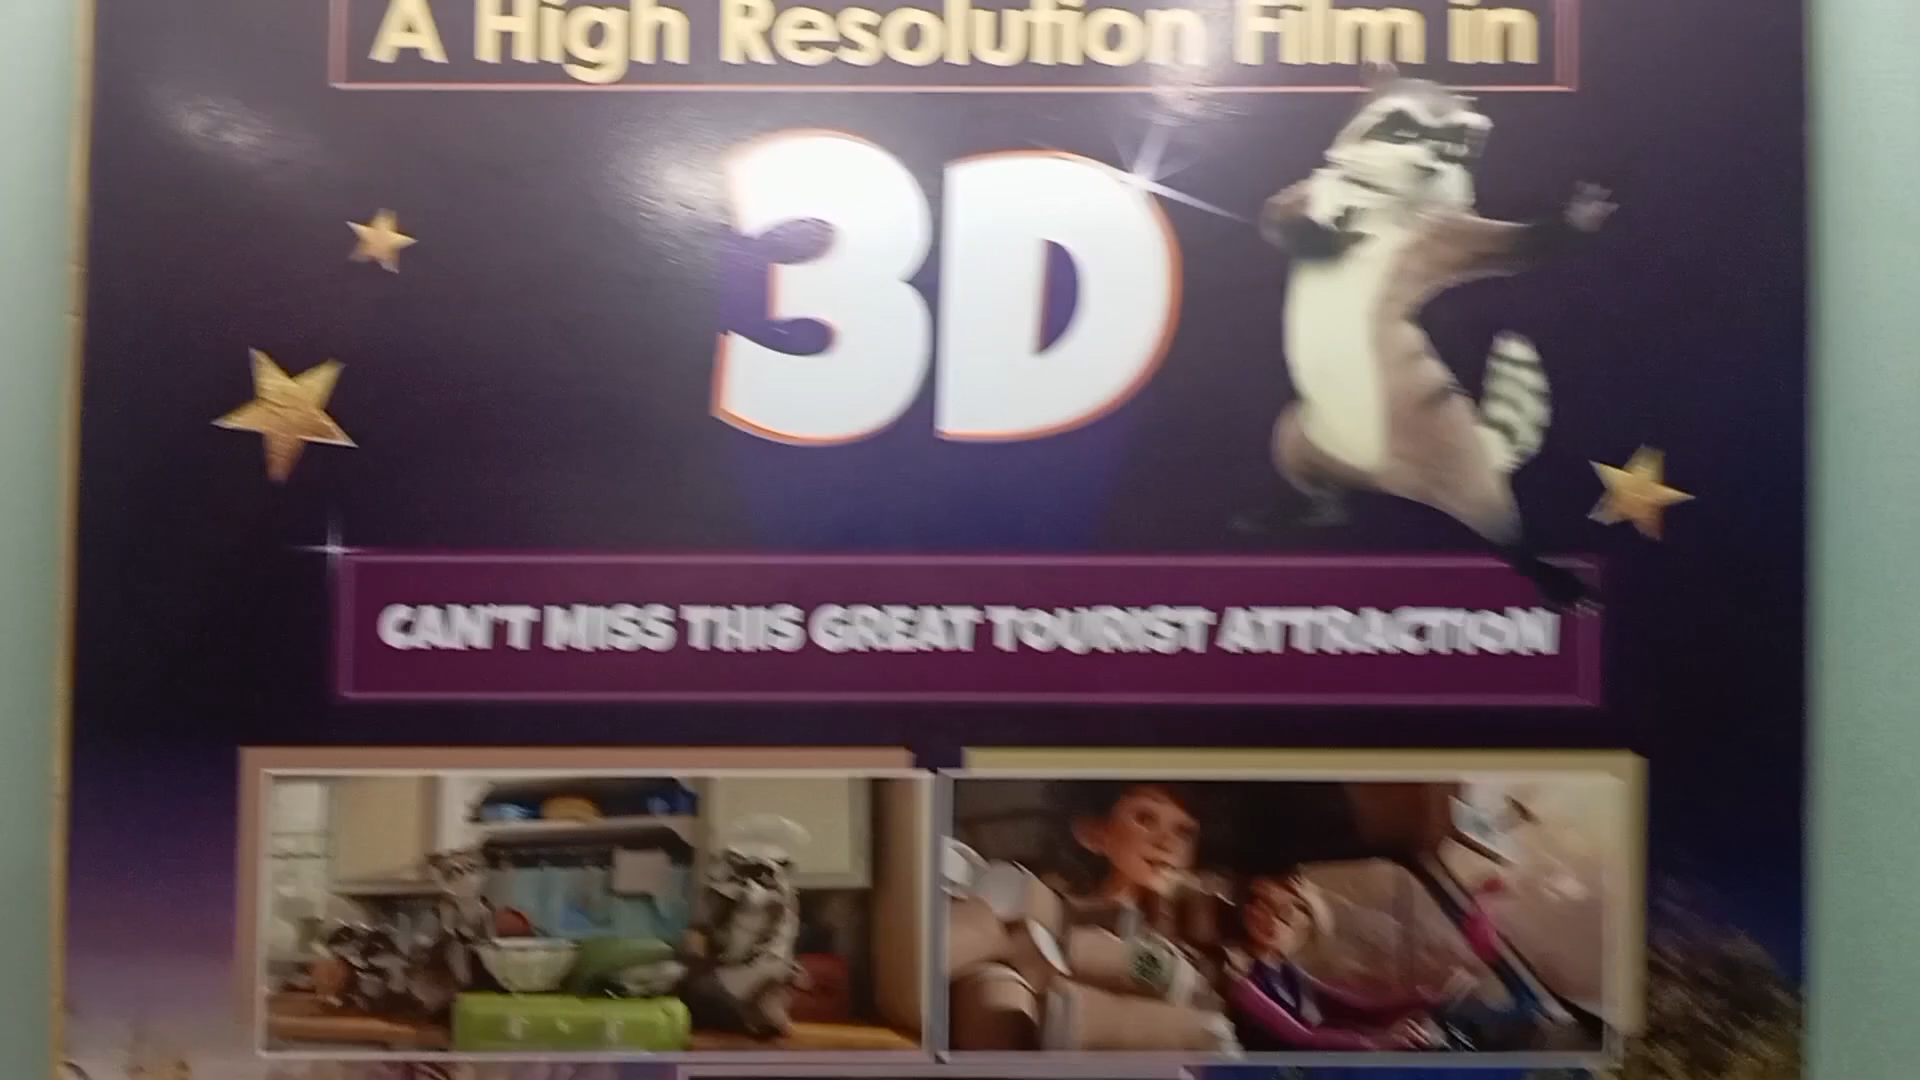 A High Resolution Film in
3D
CAN'T MISS THIS GREAT TOURIST ATTRACTION